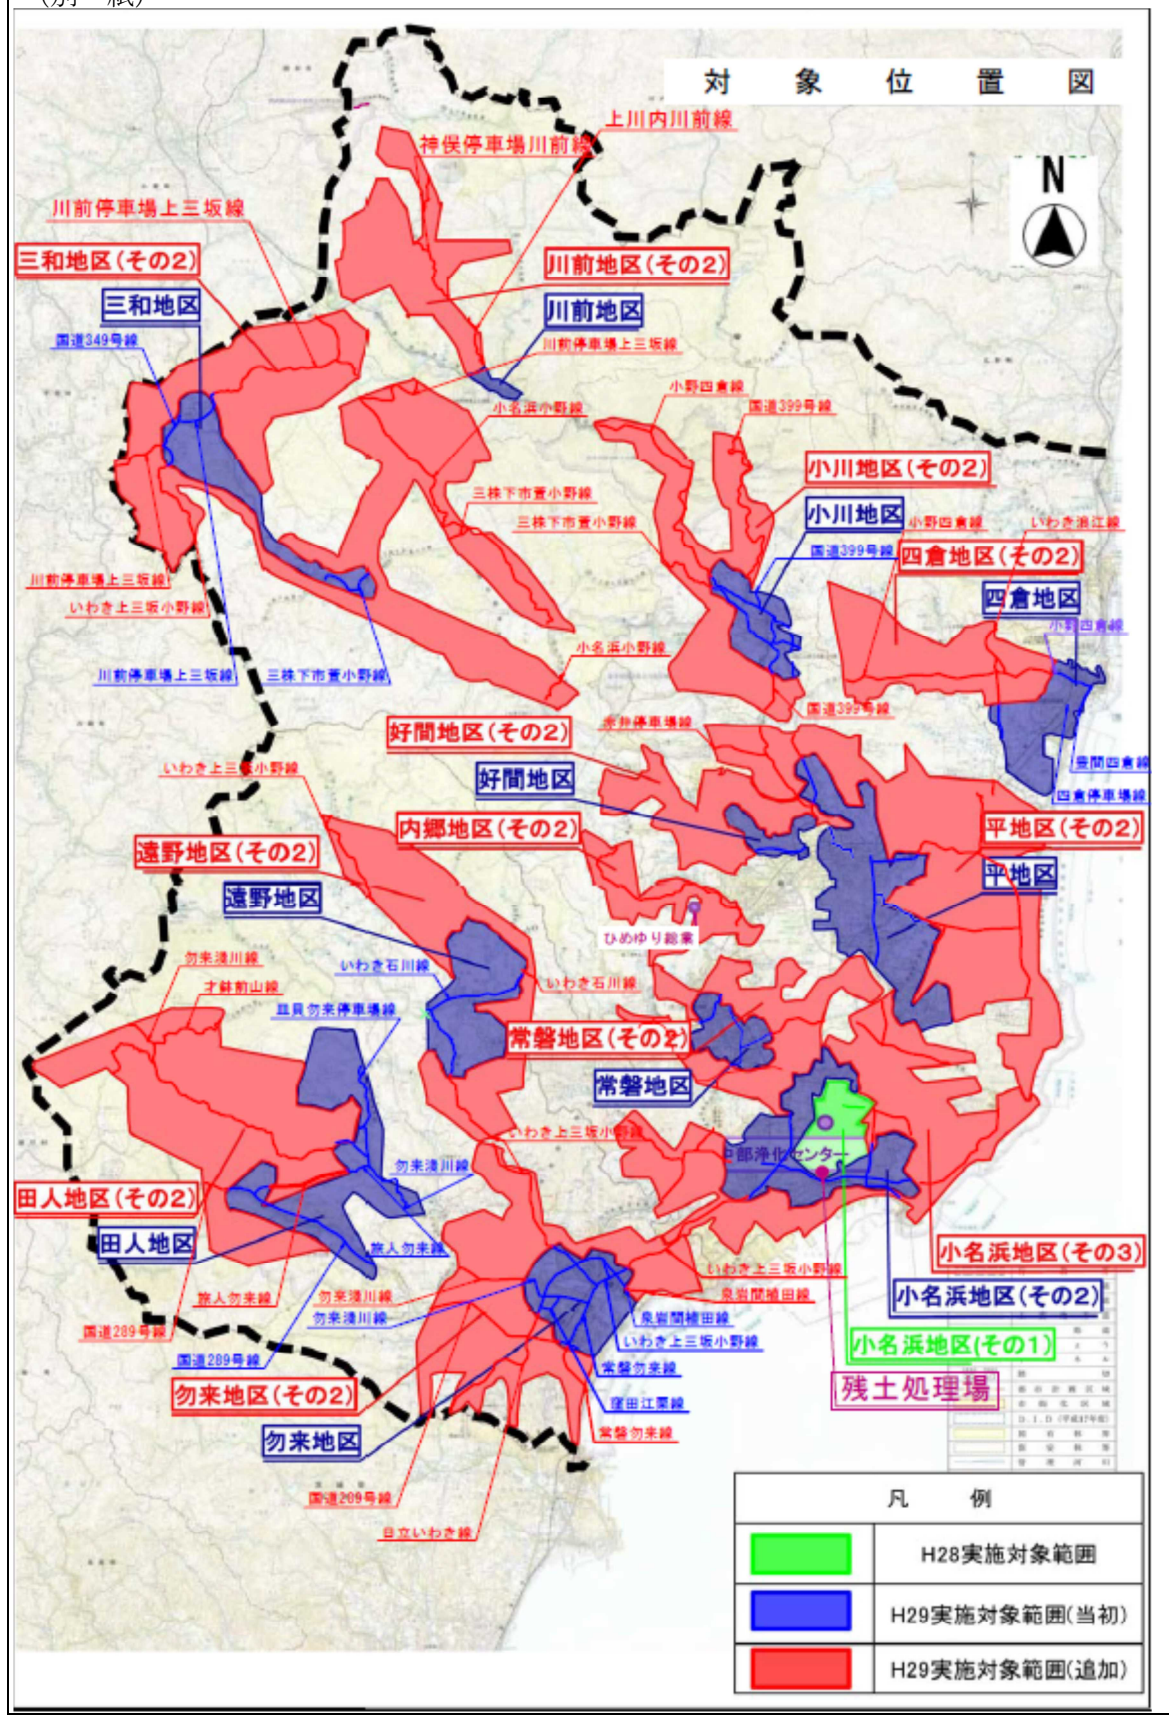 (別 紙)
対 象 位 置 図
N
上川内川前線
神俣停車場川前線
川前停車場上三坂線
三和地区(その2)
川前地区(その2)
三和地区
川前地区
国道349号線
川前停車場上三坂線
小野四倉線
小名浜小野線
国道399号線
小川地区(その2)
三株下市萱小野線
小川地区
小野四倉線
いわき浪江線
三株下市萱小野線
国道399号線
四倉地区(その2)
川前停車場上三坂線
四倉地区
いわき上三坂小野線
小野四倉線
小名浜小野線
川前停車場上三坂線
三株下市萱小野線
国道399号線
赤井停車場線
好間地区(その2)
いわき上三坂小野線
豊間四倉線
好間地区
四倉停車場線
内郷地区(その2)
平地区(その2)
遠野地区(その2)
平地区
遠野地区
ひめゆり総業
勿来浅川線
いわき石川線
才鉢前山線
いわき石川線
皿貝勿来停車場線
常磐地区(その2)
常磐地区
いわき上三坂小野線
中部浄化センター
勿来浅川線
田人地区(その2)
田人地区
旅人勿来線
小名浜地区(その3)
いわき上三坂小野線
旅人勿来線
勿来浅川線
泉岩間植田線
小名浜地区(その2)
勿来浅川線
泉岩間植田線
国道289号線
いわき上三坂小野線
小名浜地区(その1)
国道289号線
常磐勿来線
残土処理場
勿来地区(その2)
窪田江栗線
勿来地区
常磐勿来線
国道289号線
日立いわき線
D.I.D(平成17年度)
凡 例
H28実施対象範囲
H29実施対象範囲(当初)
H29実施対象範囲(追加)